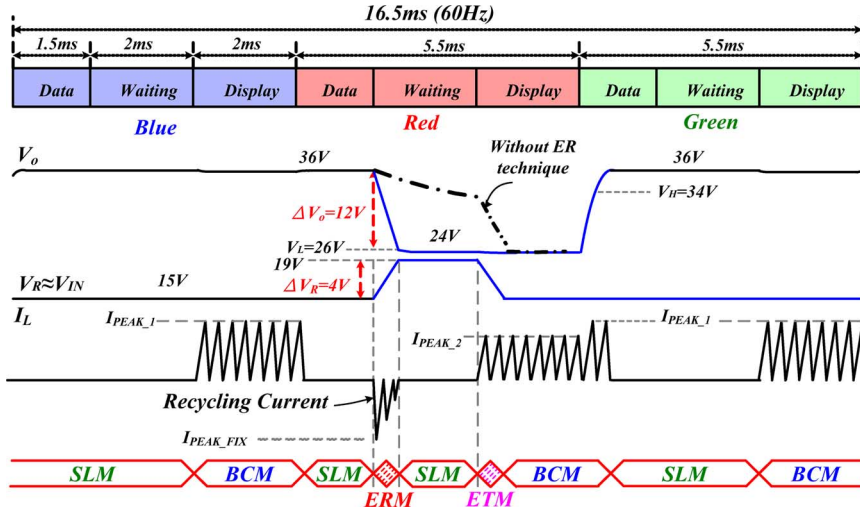 16.5ms (60Hz)
1.5ms 2ms 2ms 5.5ms 5.5ms
Data Waiting Display Data Waiting Display Data Waiting Display
Blue Red Green
Vo 36V Without ER technique 36V
VH=34V
ΔVo=12V
VL=26V 24V
19V
VR≈VIN 15V ΔVR=4V
IL IPEAK_1 IPEAK_2 IPEAK_1
Recycling Current
IPEAK_FIX
SLM BCM SLM SLM BCM SLM BCM
ERM ETM